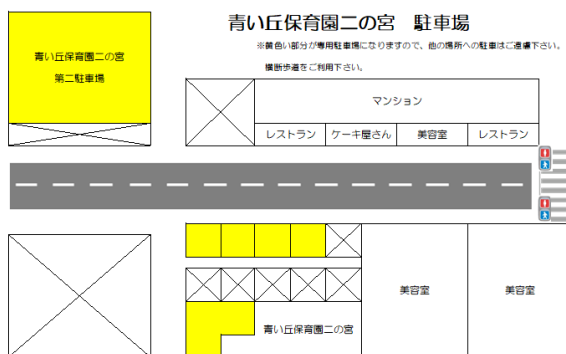 青い丘保育園二の宮　駐車場
※黄色い部分が専用駐車場になりますので、他の場所への駐車はご遠慮下さい。
横断歩道をご利用下さい。
青い丘保育園二の宮
第二駐車場
マンション
レストラン
ケーキ屋さん
美容室
レストラン
美容室
美容室
青い丘保育園二の宮